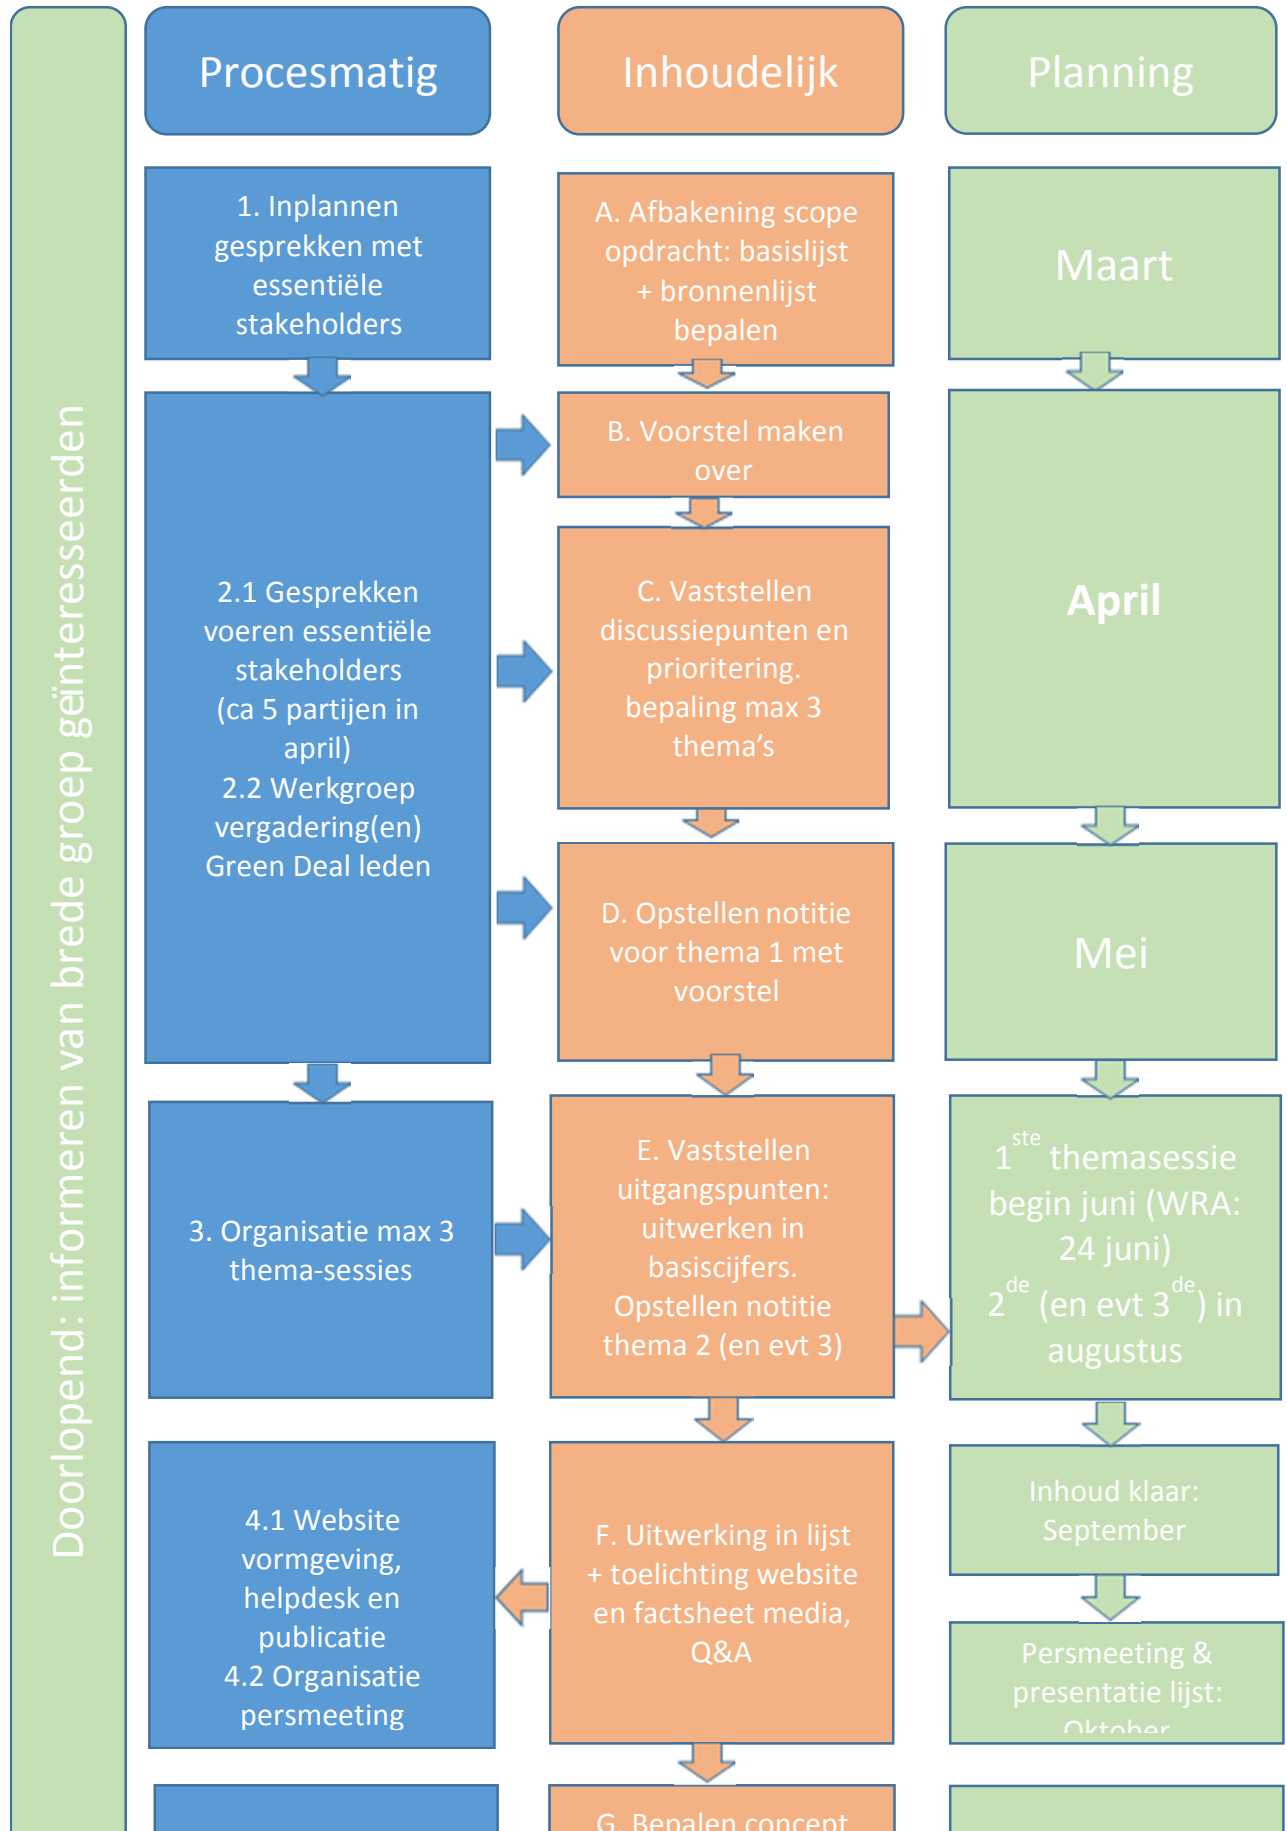 Doorlopend: informeren van brede groep geïnteresseerden
Procesmatig
Inhoudelijk
Planning
1. Inplannen
gesprekken met
essentiële
stakeholders
A. Afbakening scope
opdracht: basislijst
+ bronnenlijst
bepalen
Maart
B. Voorstel maken
over
2.1 Gesprekken
voeren essentiële
stakeholders
(ca 5 partijen in
april)
2.2 Werkgroep
vergadering(en)
Green Deal leden
C. Vaststellen
discussiepunten en
prioritering.
bepaling max 3
thema’s
April
D. Opstellen notitie
voor thema 1 met
voorstel
Mei
3. Organisatie max 3
thema-sessies
E. Vaststellen
uitgangspunten:
uitwerken in
basiscijfers.
Opstellen notitie
thema 2 (en evt 3)
1ste themasessie
begin juni (WRA:
24 juni)
2de (en evt 3de) in
augustus
4.1 Website
vormgeving,
helpdesk en
publicatie
4.2 Organisatie
persmeeting
F. Uitwerking in lijst
+ toelichting website
en factsheet media,
Q&A
Inhoud klaar:
September
Persmeeting &
presentatie lijst:
Oktober
G. Bepalen concept